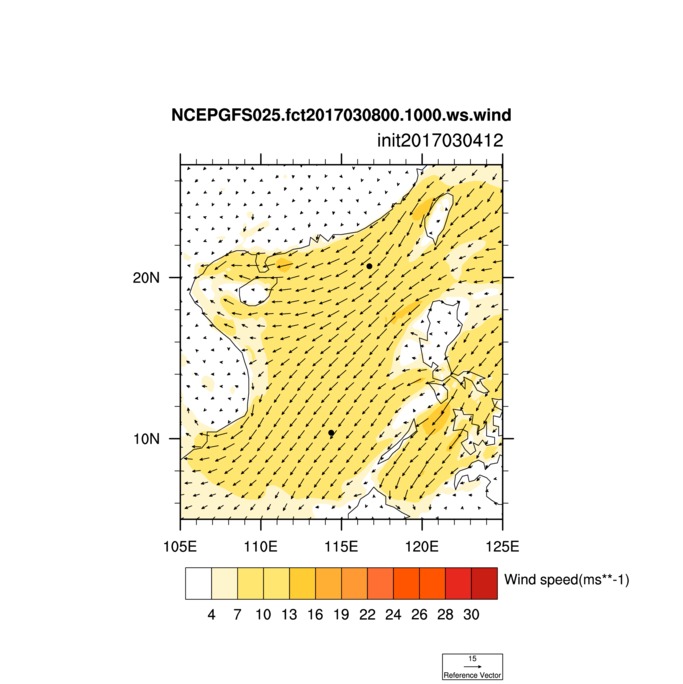 NCEPGFS025.fct2017030800.1000.ws.wind
init2017030412
20N
10N
105E 110E 115E 120E 125E
Wind speed(ms**-1)
4 7 10 13 16 19 22 24 26 28 30
15
Reference Vector